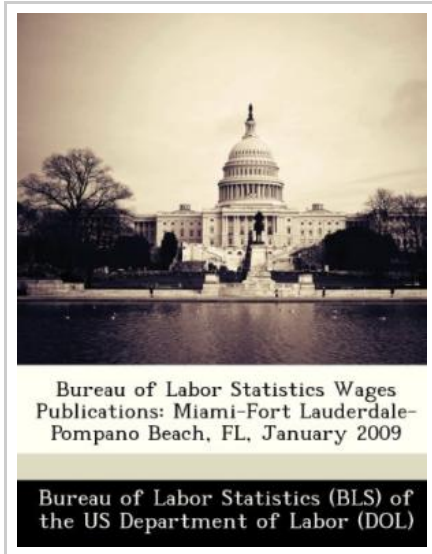 Bureau of Labor Statistics Wages
Publications: Miami-Fort Lauderdale-
Pompano Beach, FL, January 2009
Bureau of Labor Statistics (BLS) of
the US Department of Labor (DOL)